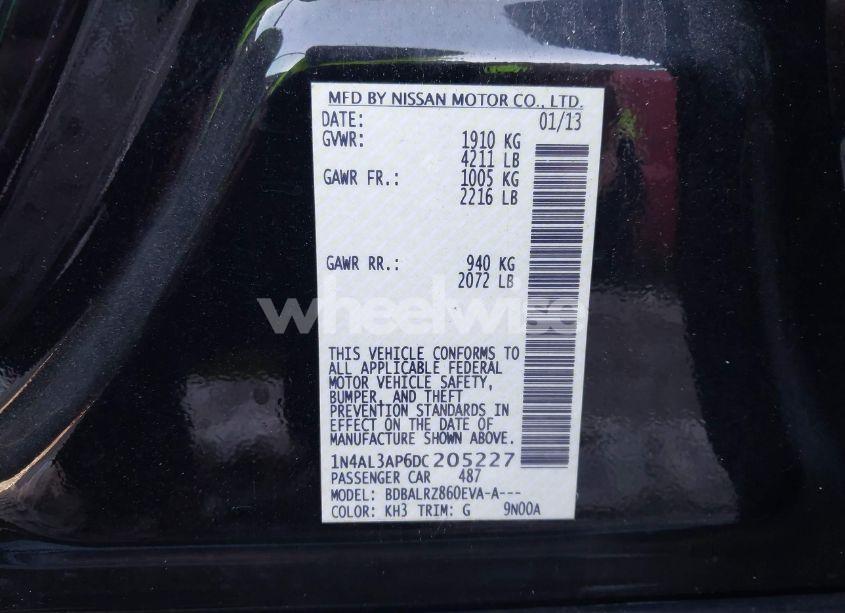 MFD BY NISSAN MOTOR CO., LTD.
DATE: 01/13
GVWR: 1910 KG
4211 LB
GAWR FR.: 1005 KG
2216 LB
GAWR RR.: 940 KG
2072 LB
wheelwise
THIS VEHICLE CONFORMS TO
ALL APPLICABLE FEDERAL
MOTOR VEHICLE SAFETY,
BUMPER, AND THEFT
PREVENTION STANDARDS IN
EFFECT ON THE DATE OF
MANUFACTURE SHOWN ABOVE.
1N4AL3AP6DC205227
PASSENGER CAR 487
MODEL: BDBALRZ860EVA-A---
COLOR: KH3 TRIM: G 9N00A